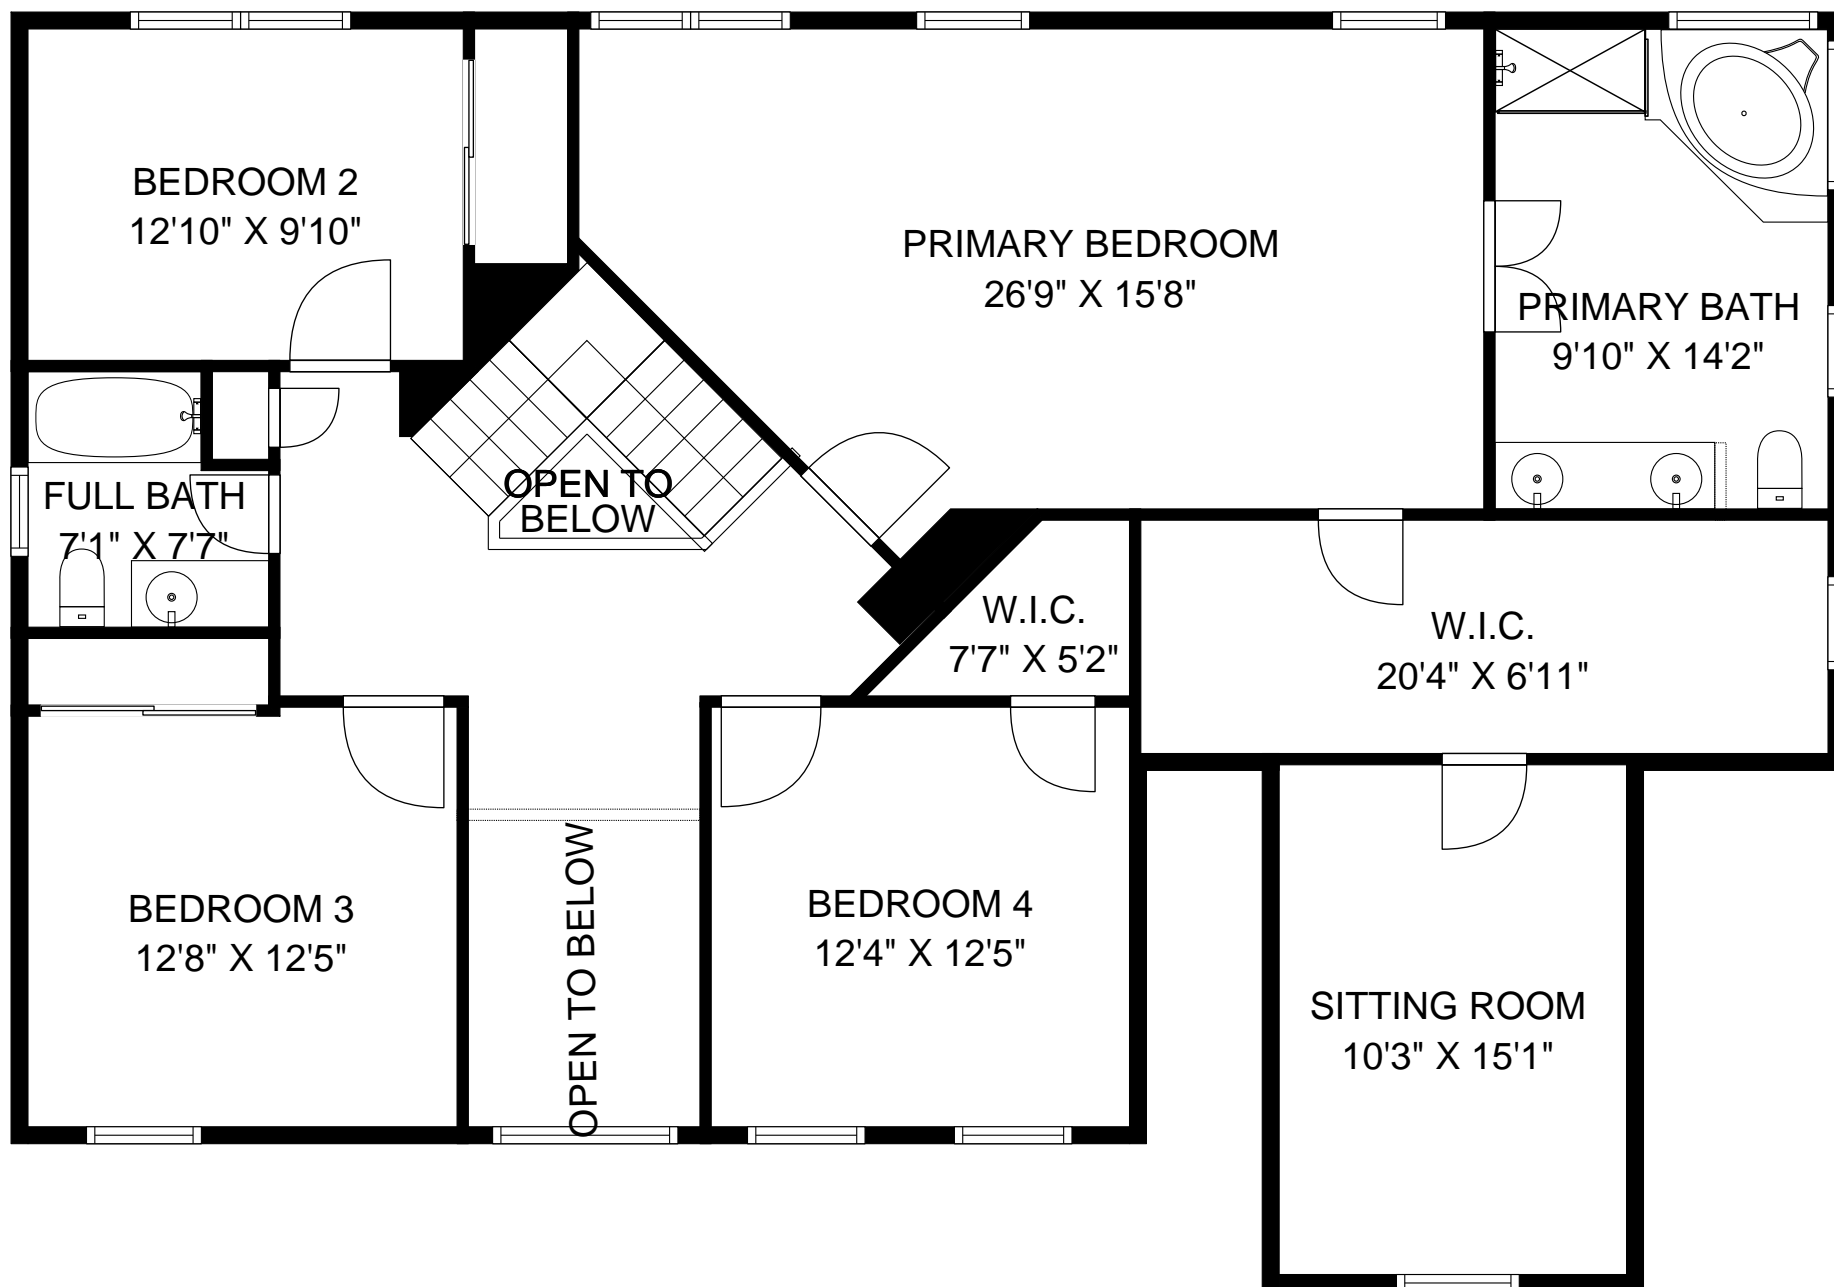 BEDROOM 2
12'10" X 9'10"
PRIMARY BEDROOM
26'9" X 15'8"
PRIMARY BATH
9'10" X 14'2"
FULL BATH
7'1" X 7'7"
OPEN TO
BELOW
W.I.C.
7'7" X 5'2"
W.I.C.
20'4" X 6'11"
BEDROOM 3
12'8" X 12'5"
OPEN TO BELOW
BEDROOM 4
12'4" X 12'5"
SITTING ROOM
10'3" X 15'1"